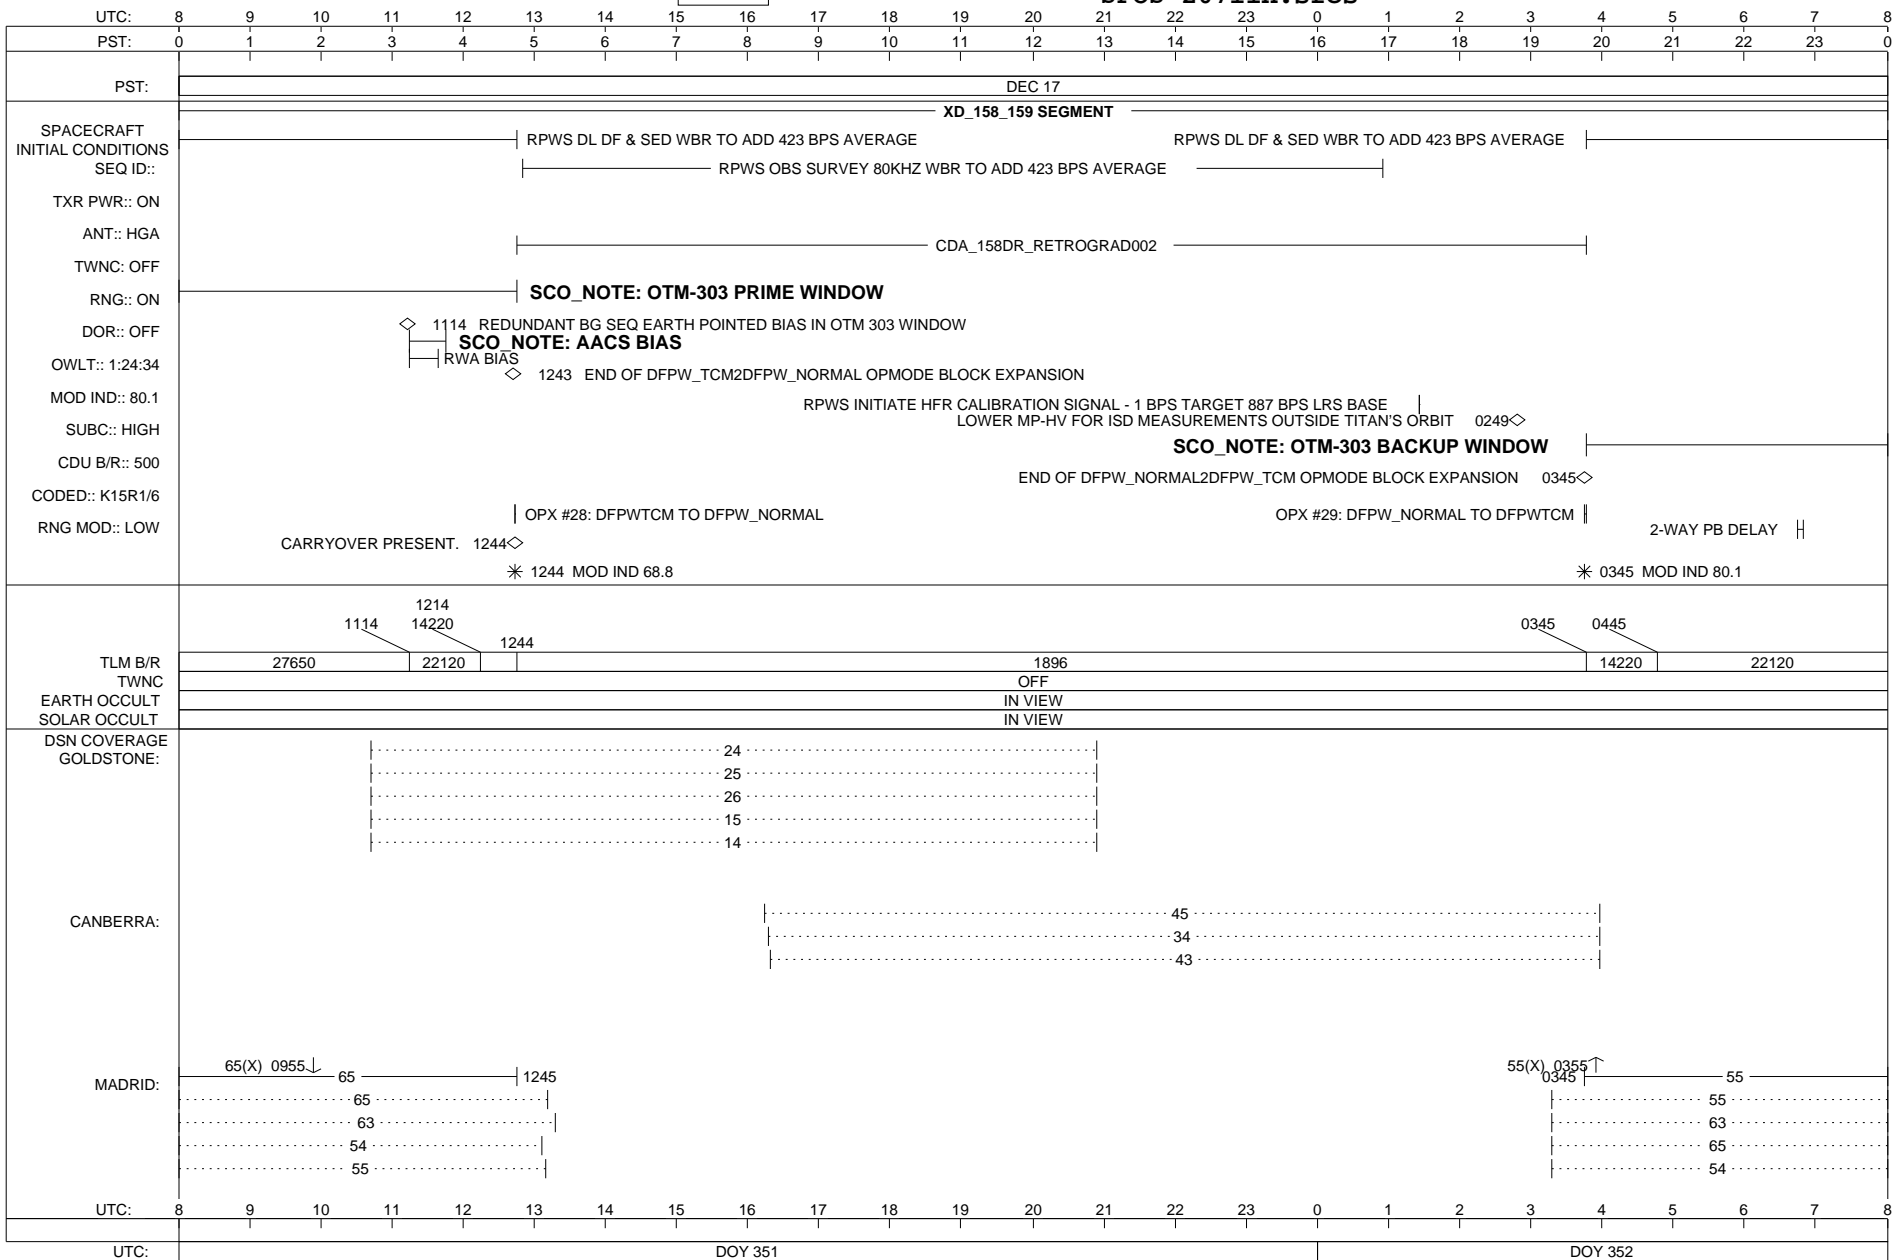 UTC: 8 9 10 11 12 13 14 15 16 17 18 19 20 21 22 23 0 1 2 3 4 5 6 7 8
PST: 0 1 2 3 4 5 6 7 8 9 10 11 12 13 14 15 16 17 18 19 20 21 22 23 0
PST: DEC 17
XD_158_159 SEGMENT
SPACECRAFT
INITIAL CONDITIONS
RPWS DL DF & SED WBR TO ADD 423 BPS AVERAGE RPWS DL DF & SED WBR TO ADD 423 BPS AVERAGE
SEQ ID:: RPWS OBS SURVEY 80KHZ WBR TO ADD 423 BPS AVERAGE
TXR PWR:: ON
ANT:: HGA
CDA_158DR_RETROGRAD002
TWNC: OFF
RNG:: ON SCO_NOTE: OTM-303 PRIME WINDOW
DOR:: OFF 1114 REDUNDANT BG SEQ EARTH POINTED BIAS IN OTM 303 WINDOW
SCO_NOTE: AACS BIAS
OWLT:: 1:24:34 RWA BIAS
1243 END OF DFPW_TCM2DFPW_NORMAL OPMODE BLOCK EXPANSION
MOD IND:: 80.1 RPWS INITIATE HFR CALIBRATION SIGNAL - 1 BPS TARGET 887 BPS LRS BASE
LOWER MP-HV FOR ISD MEASUREMENTS OUTSIDE TITAN'S ORBIT 0249
SUBC:: HIGH SCO_NOTE: OTM-303 BACKUP WINDOW
CDU B/R:: 500 END OF DFPW_NORMAL2DFPW_TCM OPMODE BLOCK EXPANSION 0345
CODED:: K15R1/6
OPX #28: DFPWTCM TO DFPW_NORMAL OPX #29: DFPW_NORMAL TO DFPWTCM
RNG MOD:: LOW 2-WAY PB DELAY
CARRYOVER PRESENT. 1244
1244 MOD IND 68.8 0345 MOD IND 80.1
1214
1114 14220 0345 0445
1244
TLM B/R 27650 22120 1896 14220 22120
TWNC OFF
EARTH OCCULT IN VIEW
SOLAR OCCULT IN VIEW
DSN COVERAGE
GOLDSTONE: 24
25
26
15
14
CANBERRA: 45
34
43
65(X) 0955 55(X) 0355
MADRID: 65 1245 0345 55
65 55
63 63
54 65
55 54
UTC: 8 9 10 11 12 13 14 15 16 17 18 19 20 21 22 23 0 1 2 3 4 5 6 7 8
UTC: DOY 351 DOY 352